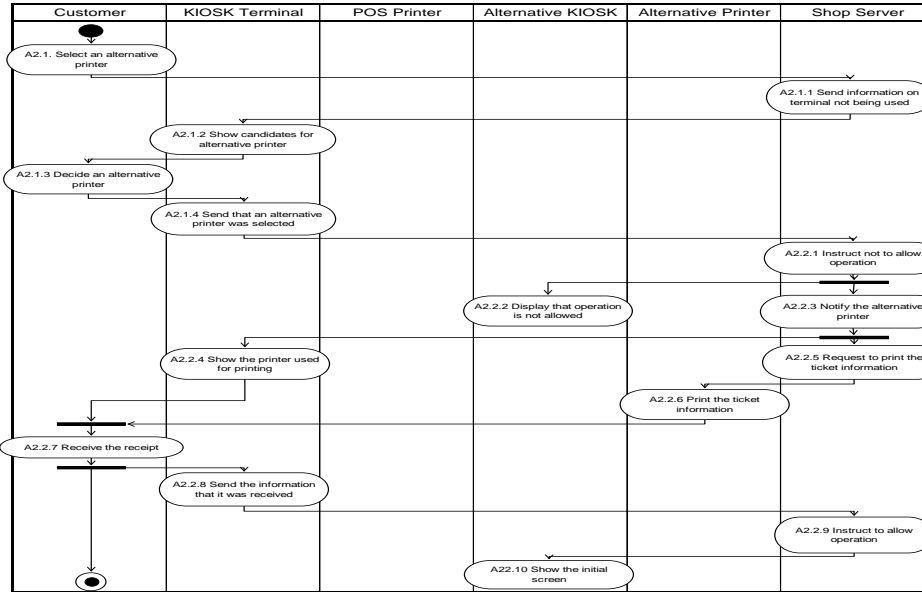 Customer
KIOSK Terminal
POS Printer
Alternative KIOSK
Alternative Printer
Shop Server
A2.1. Select an alternative
printer
A2.1.1 Send information on
terminal not being used
A2.1.2 Show candidates for
alternative printer
A2.1.3 Decide an alternative
printer
A2.1.4 Send that an alternative
printer was selected
A2.2.1 Instruct not to allow
operation
A2.2.2 Display that operation
is not allowed
A2.2.3 Notify the alternative
printer
A2.2.4 Show the printer used
for printing
A2.2.5 Request to print the
ticket information
A2.2.6 Print the ticket
information
A2.2.7 Receive the receipt
A2.2.8 Send the information
that it was received
A2.2.9 Instruct to allow
operation
A22.10 Show the initial
screen